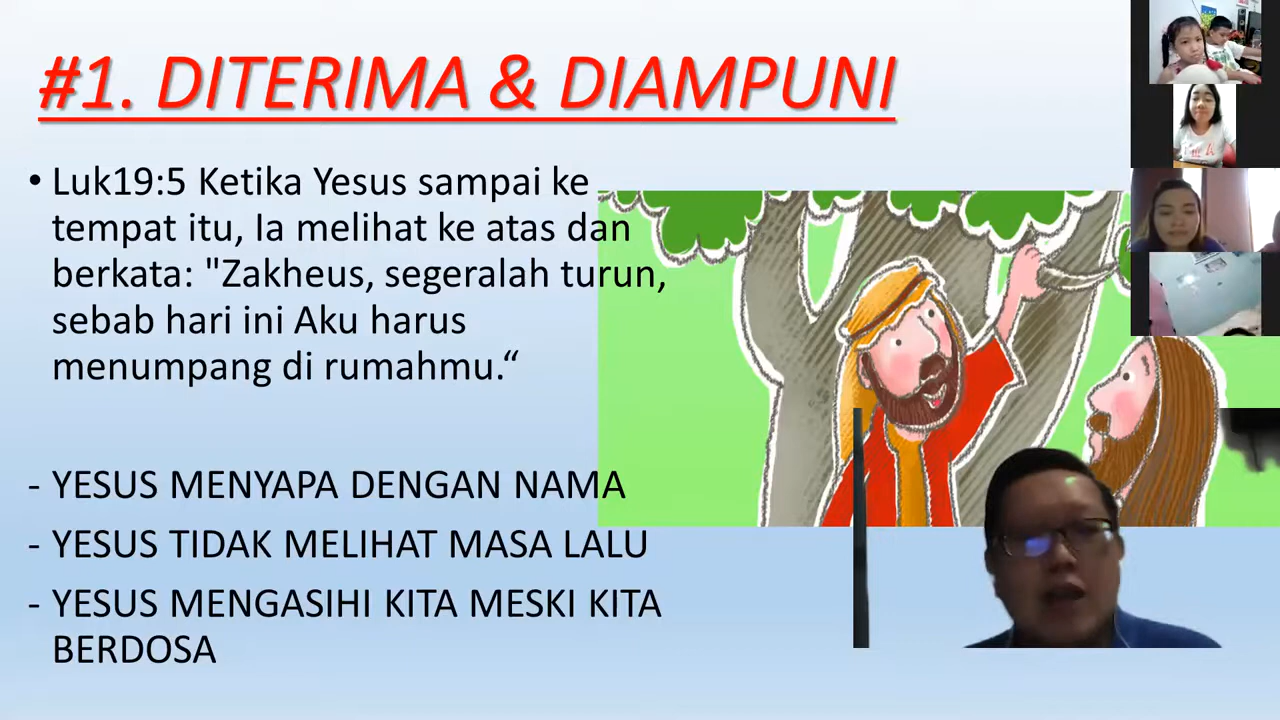 #1. DITERIMA & DIAMPUNI
• Luk19:5 Ketika Yesus sampai ke
tempat itu, Ia melihat ke atas dan
berkata: "Zakheus, segeralah turun,
sebab hari ini Aku harus
menumpang di rumahmu.“
- YESUS MENYAPA DENGAN NAMA
- YESUS TIDAK MELIHAT MASA LALU
- YESUS MENGASIHI KITA MESKI KITA
BERDOSA